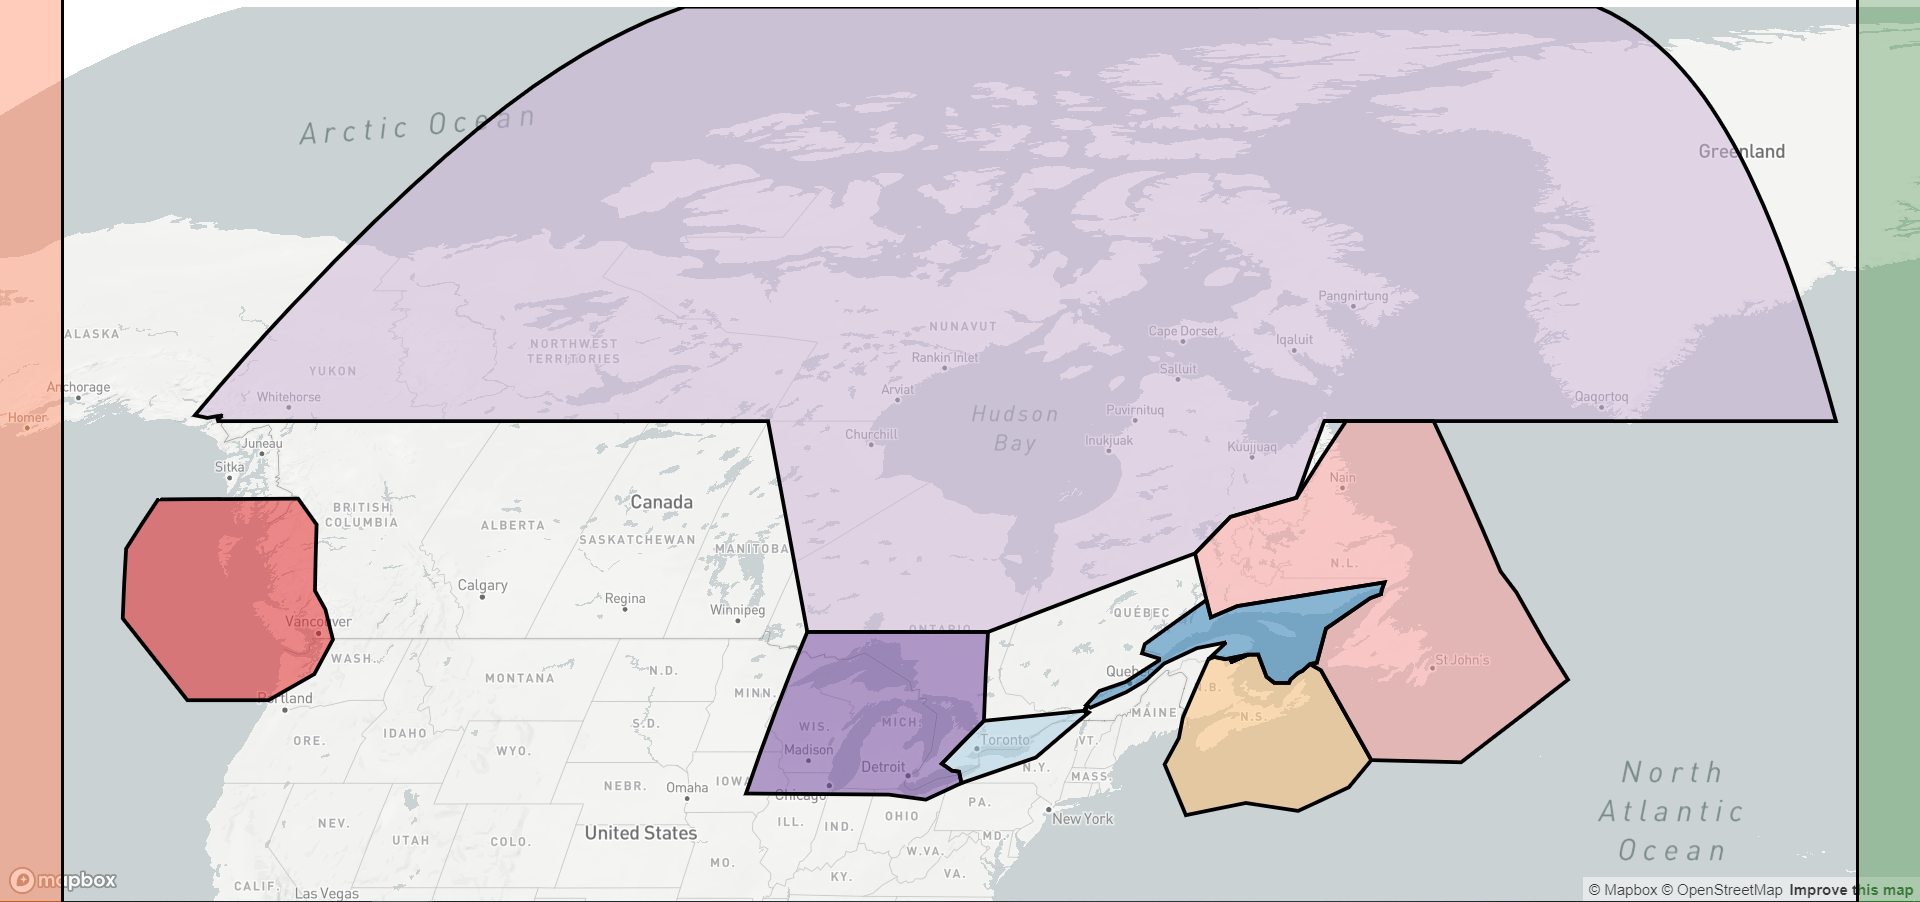 Arctic Ocean
Greenland
ALASKA
Anchorage
Homer
YUKON
Whitehorse
NORTHWEST
TERRITORIES
NUNAVUT
Rankin Inlet
Arviat
Churchill
Hudson
Bay
Cape Dorset
Salluit
Puvirnituq
Inukjuak
Kuujjuaq
Iqaluit
Pangnirtung
Qaqortoq
Juneau
Sitka
BRITISH
COLUMBIA
ALBERTA
Canada
SASKATCHEWAN
MANITOBA
Calgary
Regina
Winnipeg
Vancouver
ONTARIO
QUÉBEC
Nain
N.L.
St John's
WASH.
Portland
MONTANA
N.D.
MINN.
ORE.
IDAHO
WYO.
S.D.
WIS.
MICH.
Madison
Detroit
Chicago
Toronto
Quebec
N.B.
N.S.
MAINE
VT.
N.Y.
MASS.
NEBR.
Omaha
IOWA
PA.
New York
NEV.
UTAH
COLO.
United States
ILL.
IND.
OHIO
MD.
W.VA.
MO.
KY.
VA.
CALIF.
Las Vegas
North
Atlantic
Ocean
mapbox
© Mapbox © OpenStreetMap Improve this map